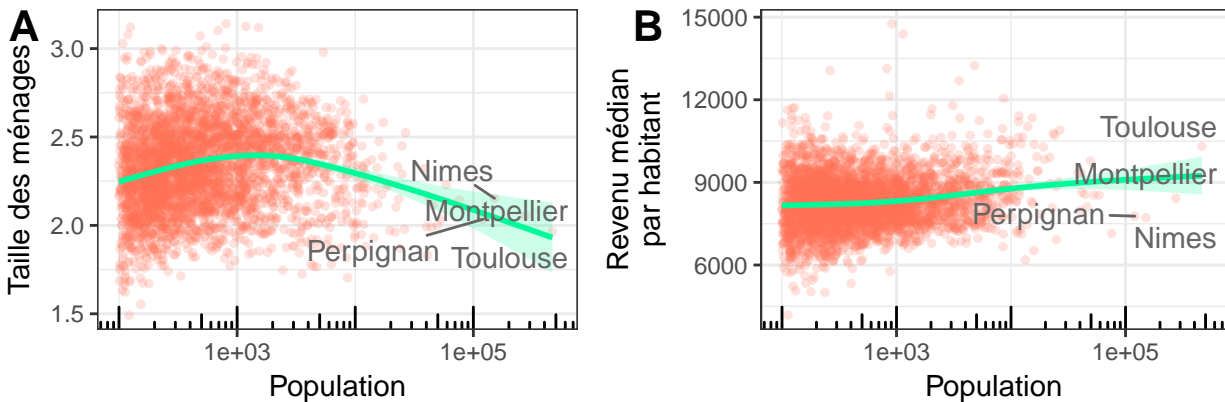 A
Taille des ménages
3.0
2.5
2.0
1.5
Nimes
Montpellier
Perpignan
Toulouse
1e+03
1e+05
Population
B
Revenu médian
par habitant
15000
12000
9000
6000
Toulouse
Montpellier
Perpignan
Nimes
1e+03
1e+05
Population